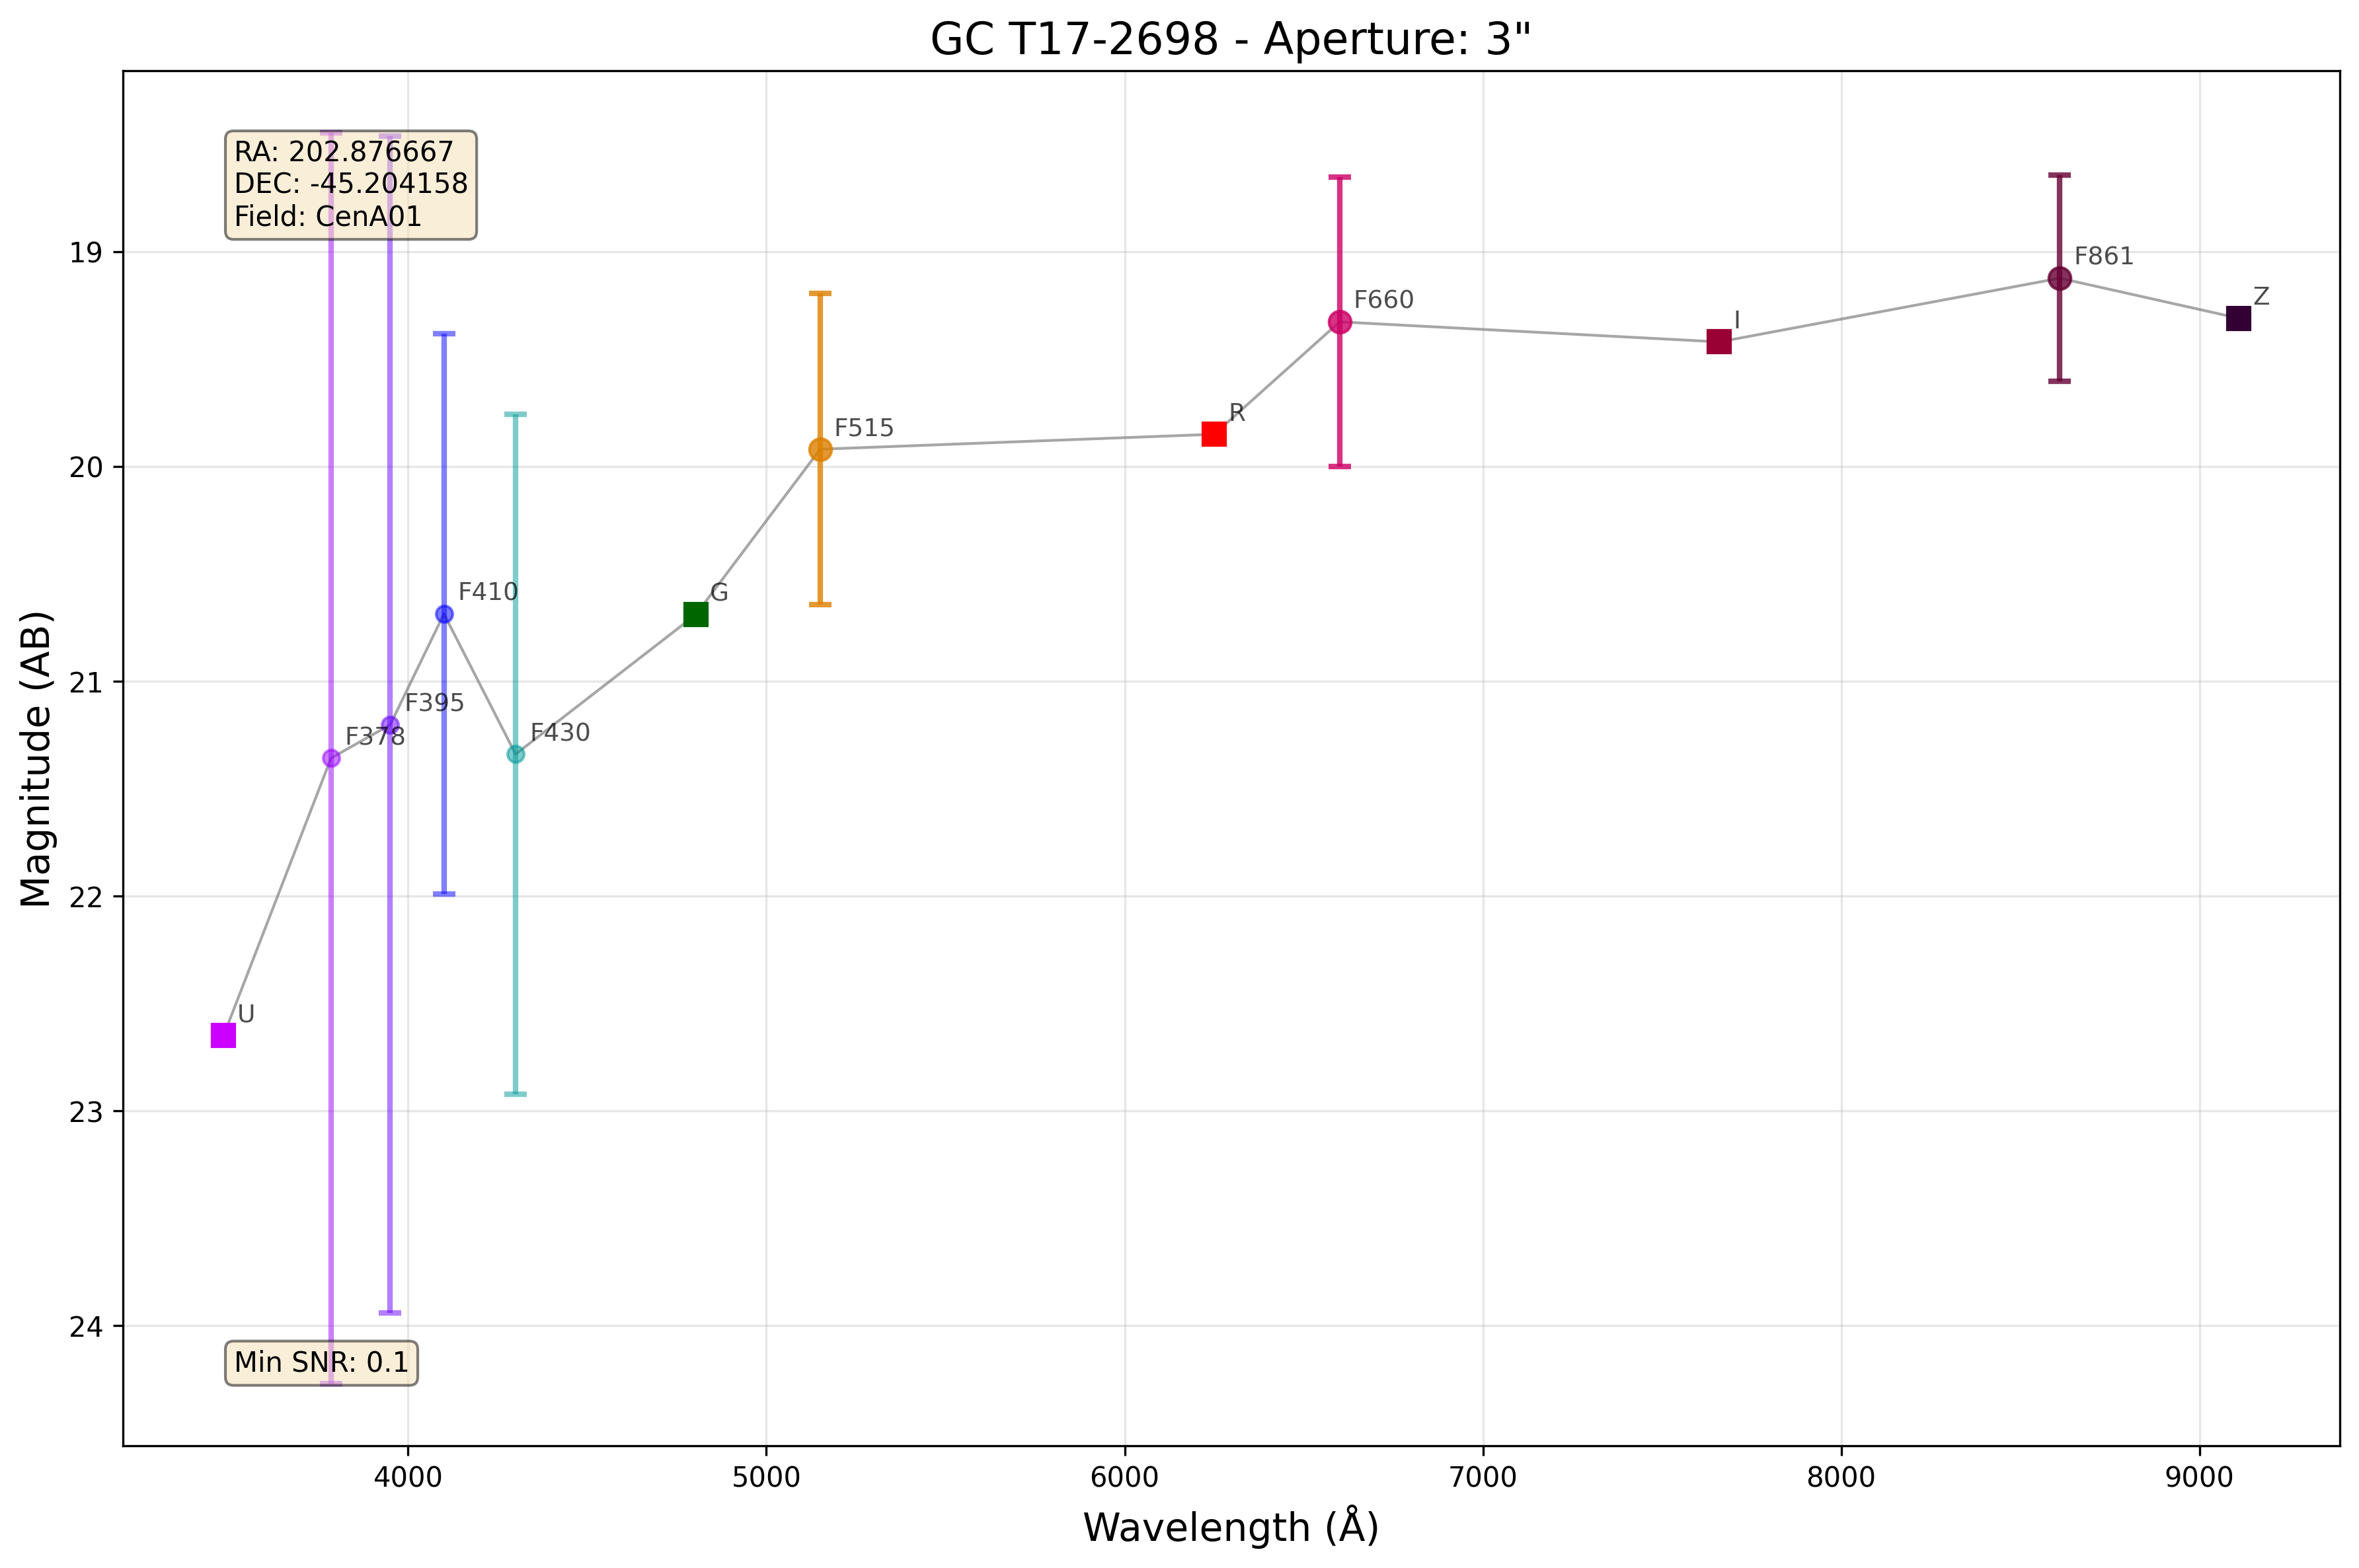 GC T17-2698 - Aperture: 3"
RA: 202.876667
DEC: -45.204158
Field: CenA01
19
20
21
22
23
24
Magnitude (AB)
U
F378
F395
F410
F430
G
F515
R
F660
I
F861
Z
Min SNR: 0.1
4000
5000
6000
7000
8000
9000
Wavelength (Å)